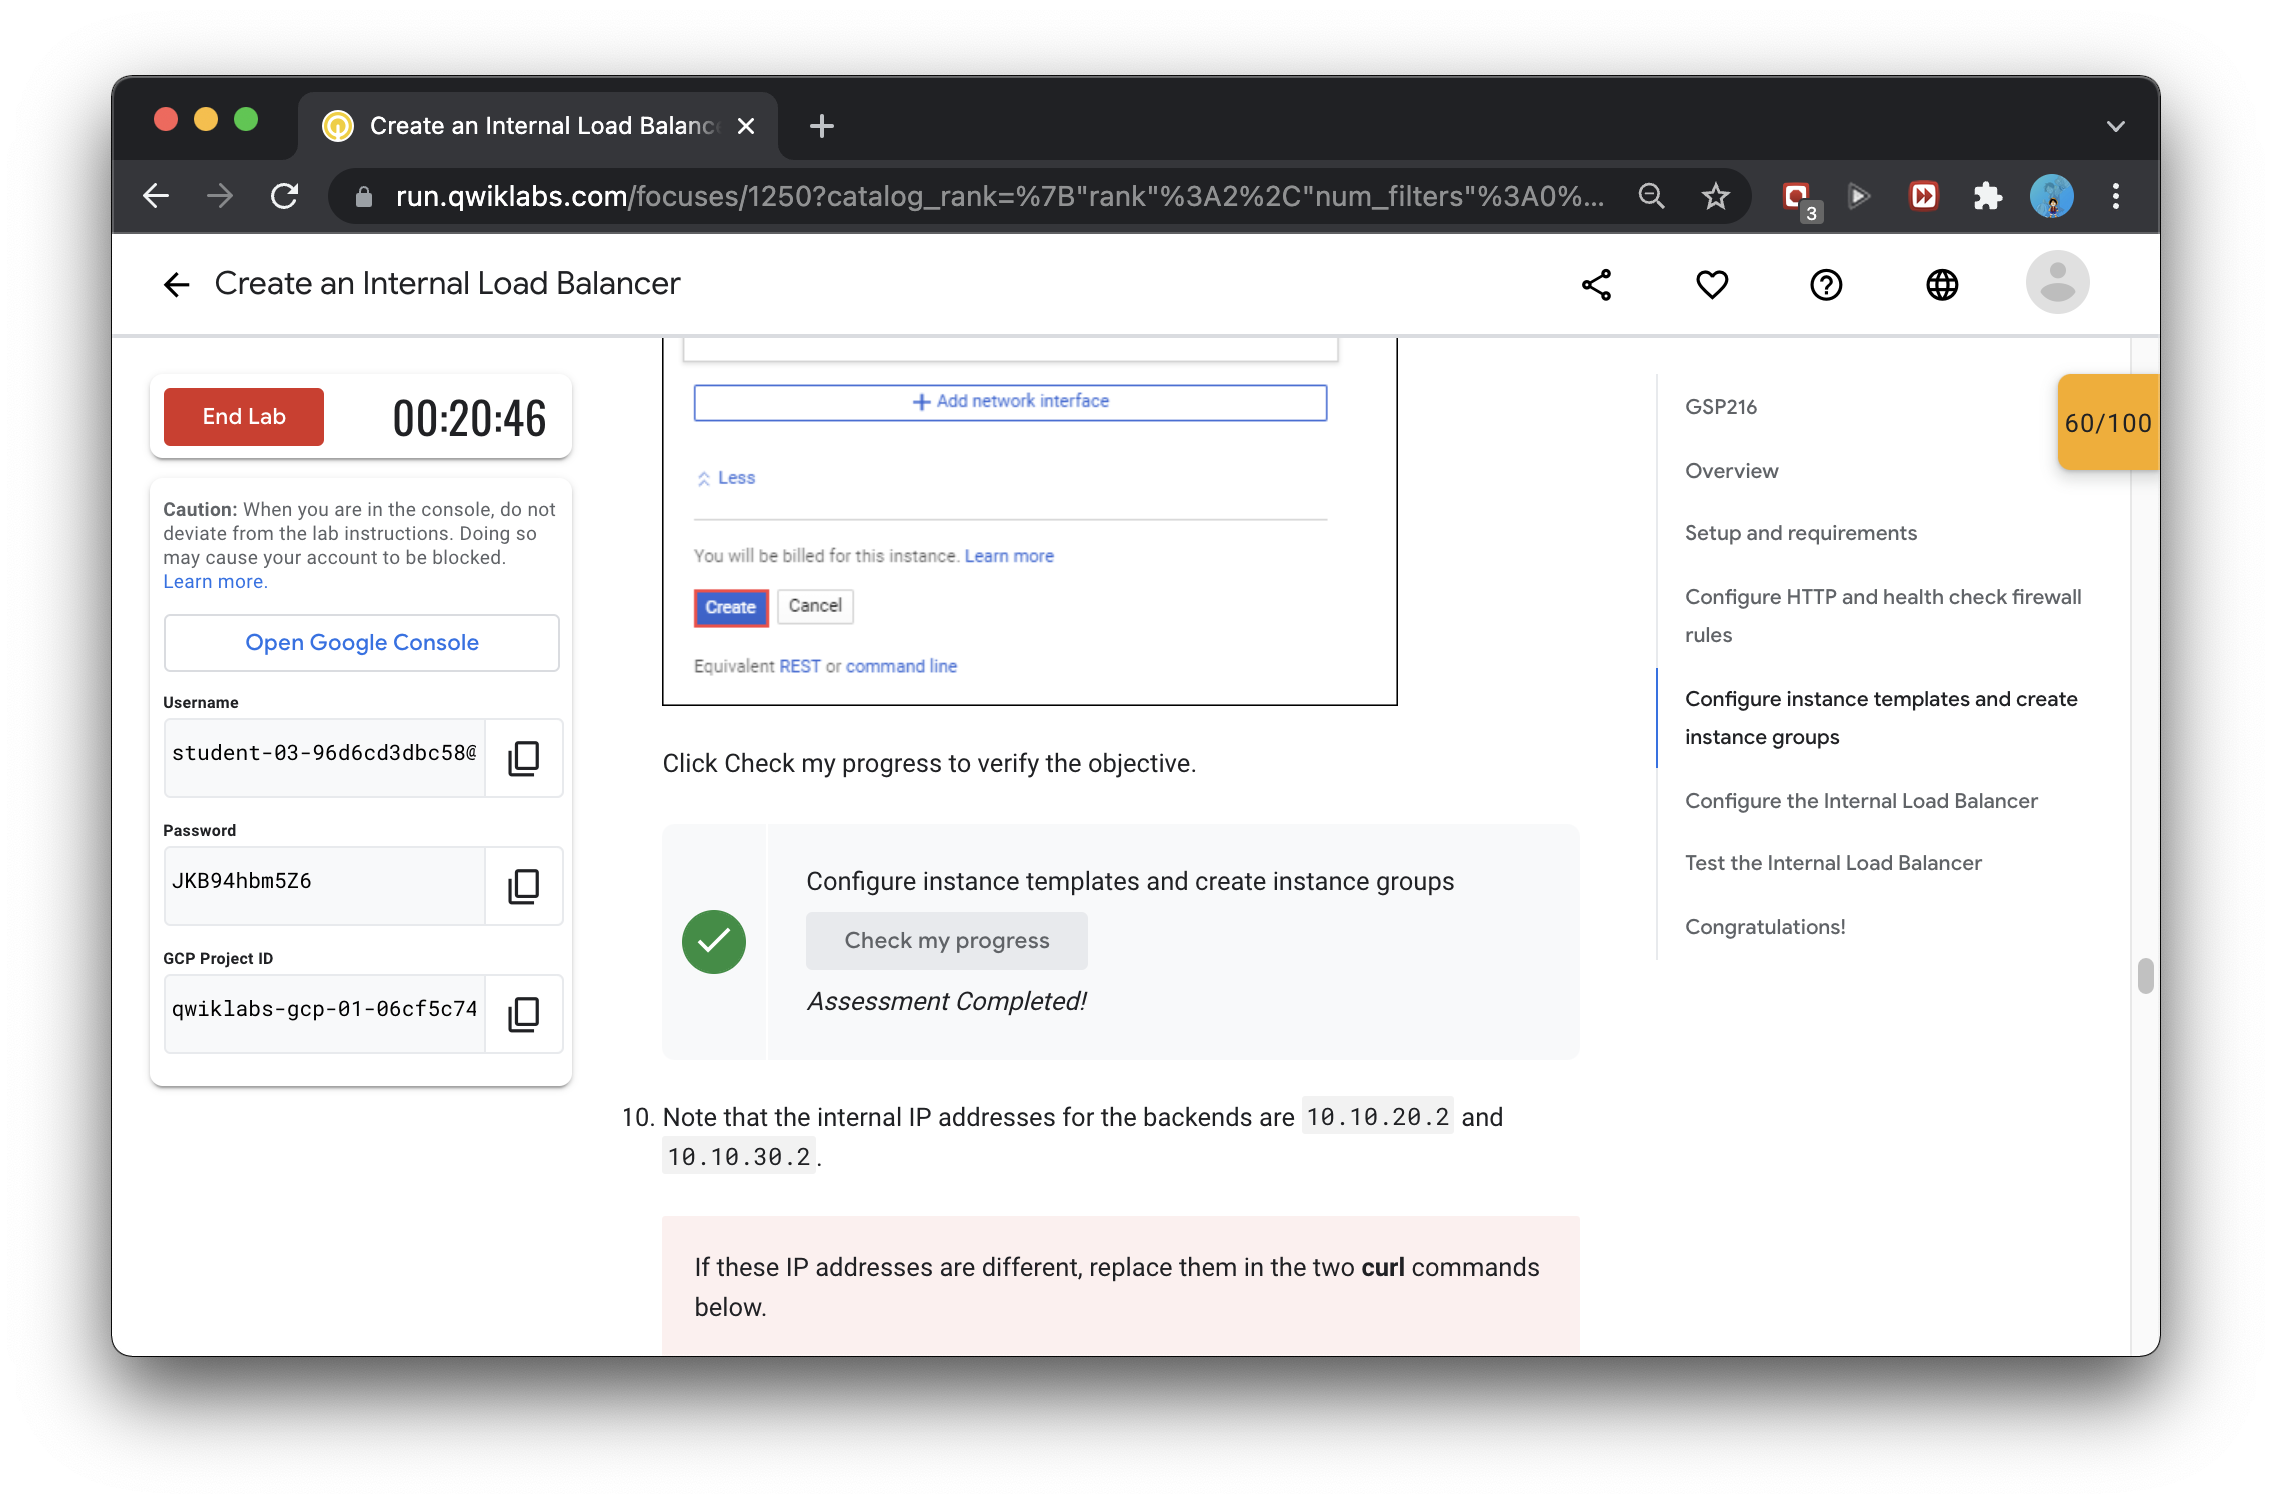 Create an Internal Load Balanc
run.qwiklabs.com/focuses/1250?catalog_rank=%7B"rank"%3A2%2C"num_filters"%3A0%...
3
Create an Internal Load Balancer
End Lab
00:20:46
Caution: When you are in the console, do not
deviate from the lab instructions. Doing so
may cause your account to be blocked.
Learn more.
Open Google Console
Username
student-03-96d6cd3dbc58@
Password
JKB94hbm5Z6
GCP Project ID
qwiklabs-gcp-01-06cf5c74
Add network interface
Less
You will be billed for this instance. Learn more
Create
Cancel
Equivalent REST or command line
Click Check my progress to verify the objective.
Configure instance templates and create instance groups
Check my progress
Assessment Completed!
10. Note that the internal IP addresses for the backends are 10.10.20.2 and
10.10.30.2.
If these IP addresses are different, replace them in the two curl commands
below.
GSP216
Overview
Setup and requirements
Configure HTTP and health check firewall
rules
Configure instance templates and create
instance groups
Configure the Internal Load Balancer
Test the Internal Load Balancer
Congratulations!
60/100